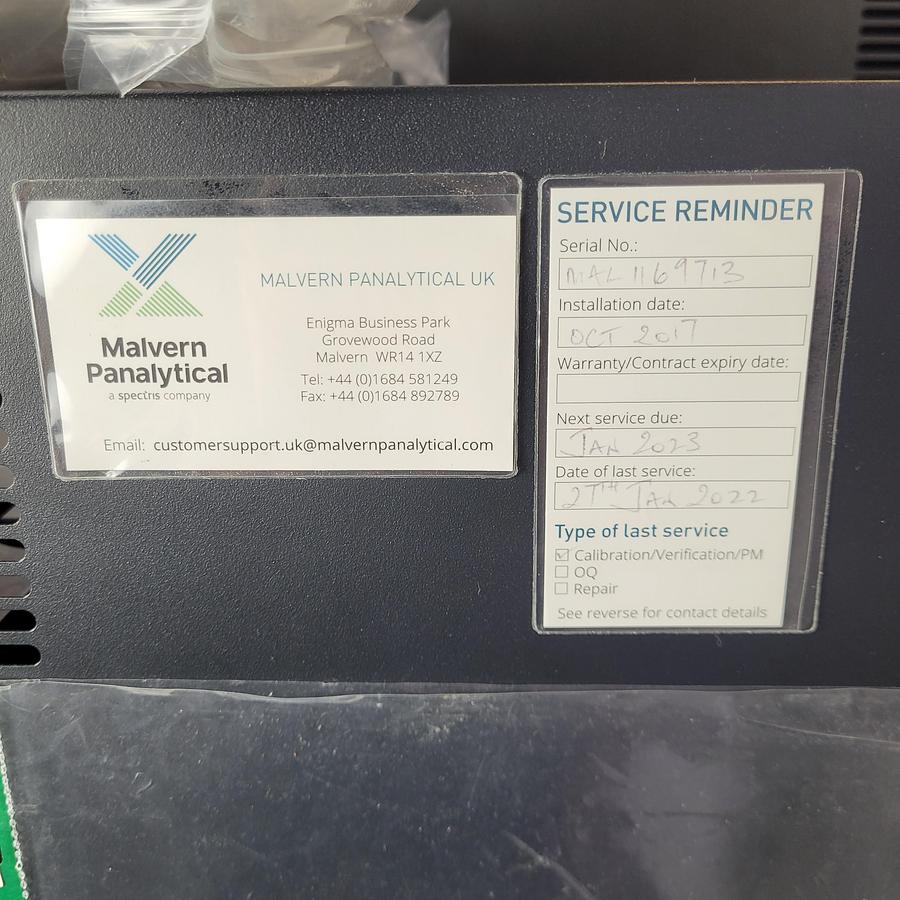 Malvern
Panalytical
a spectris company
MALVERN PANALYTICAL UK
Enigma Business Park
Grovewood Road
Malvern WR14 1XZ
Tel: +44 (0)1684 581249
Fax: +44 (0)1684 892789
Email: customersupport.uk@malvernpanalytical.com
SERVICE REMINDER
Serial No.:
MAL 1169713
Installation date:
OCT 2017
Warranty/Contract expiry date:
Next service due:
JAN 2023
Date of last service:
27TH JAN 2022
Type of last service
Calibration/Verification/PM
OQ
Repair
See reverse for contact details